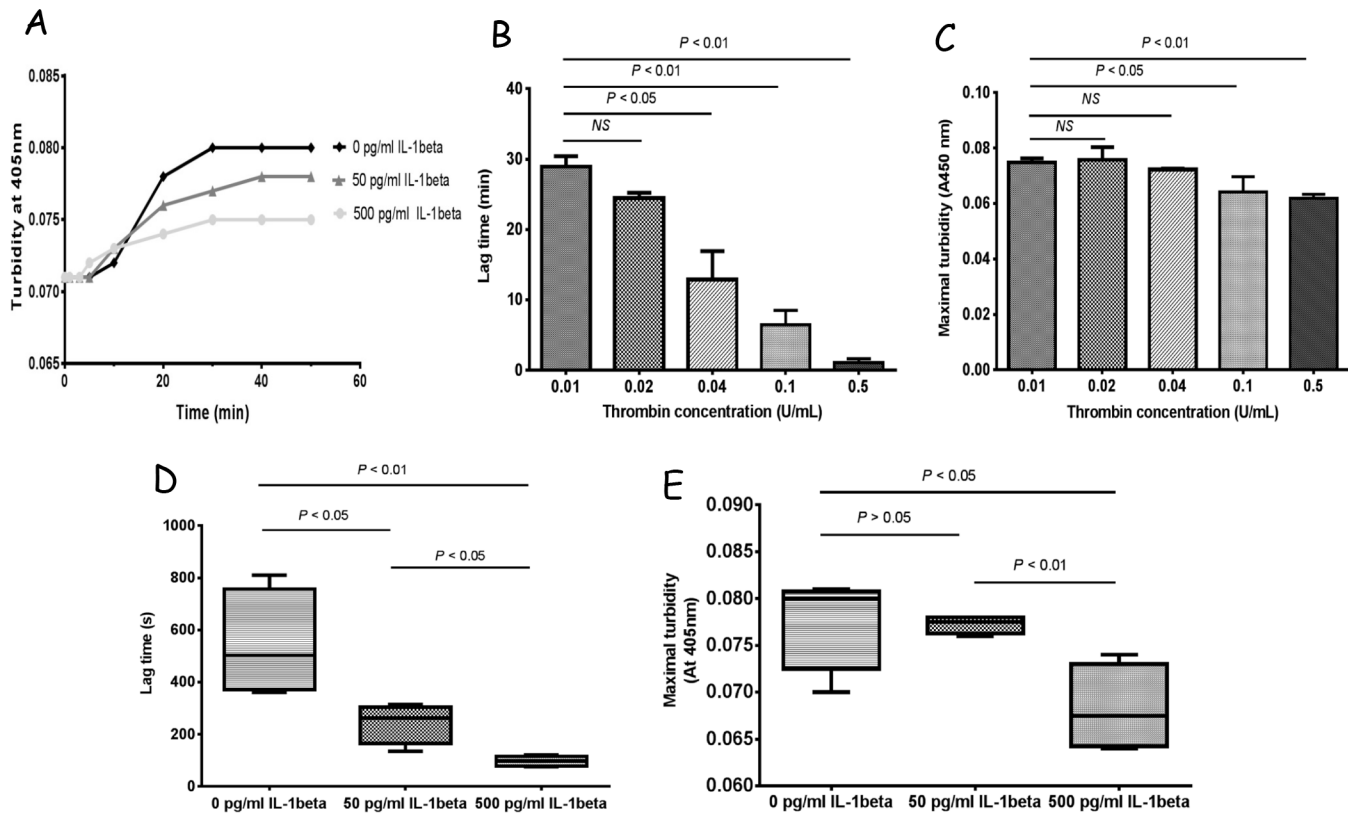 A
0.085
0.080
0.075
0.070
0.065
Turbidity at 405nm
0 20 40 60
Time (min)
0 pg/ml IL-1beta
50 pg/ml IL-1beta
500 pg/ml IL-1beta
B
P < 0.01
P < 0.01
P < 0.05
NS
40
30
20
10
0
Lag time (min)
0.01 0.02 0.04 0.1 0.5
Thrombin concentration (U/mL)
C
P < 0.01
P < 0.05
NS
NS
0.10
0.08
0.06
0.04
0.02
0.00
Maximal turbidity (A450 nm)
0.01 0.02 0.04 0.1 0.5
Thrombin concentration (U/mL)
D
P < 0.01
P < 0.05
P < 0.05
1000
800
600
400
200
0
Lag time (s)
0 pg/ml IL-1beta 50 pg/ml IL-1beta 500 pg/ml IL-1beta
E
P < 0.05
P > 0.05
P < 0.01
0.090
0.085
0.080
0.075
0.070
0.065
0.060
Maximal turbidity
(At 405nm)
0 pg/ml IL-1beta 50 pg/ml IL-1beta 500 pg/ml IL-1beta